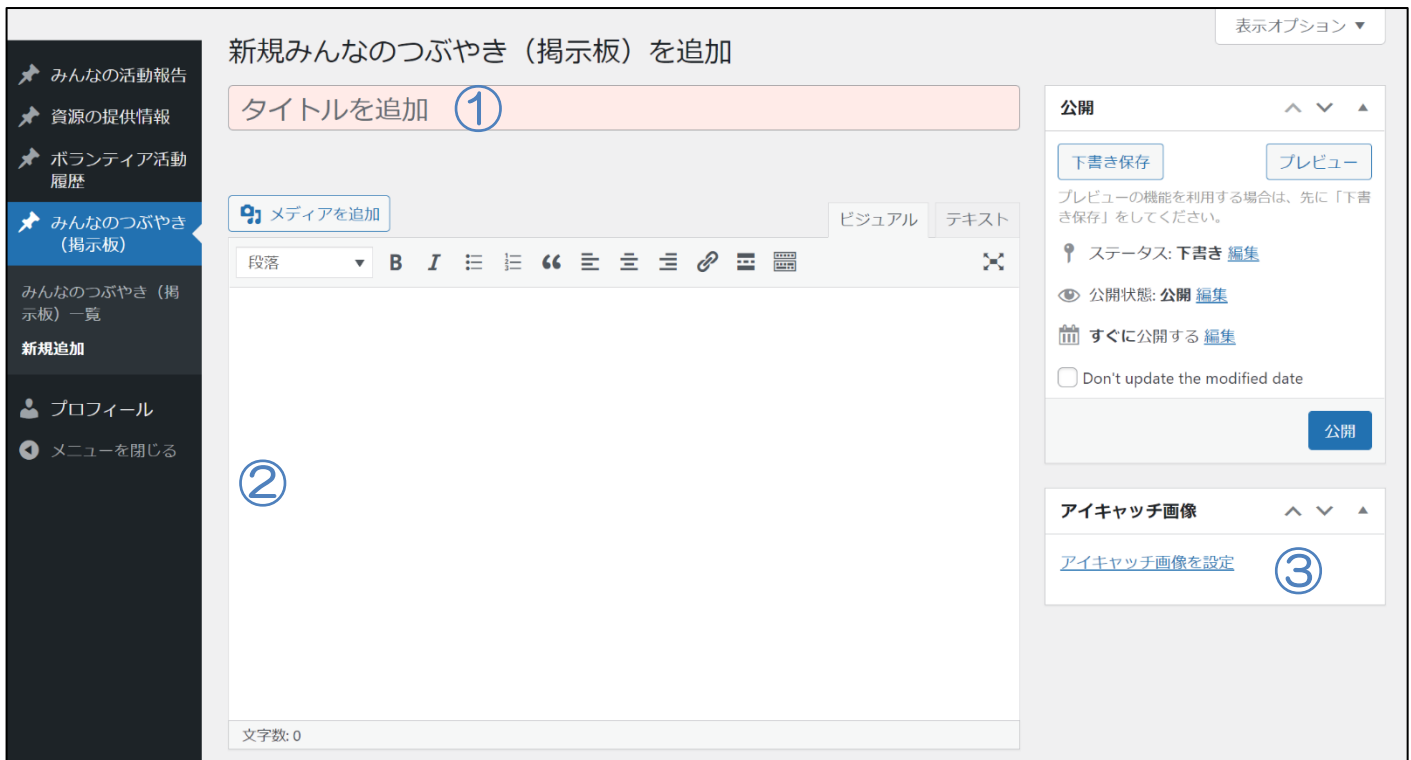 表示オプション ▼
みんなの活動報告
資源の提供情報
ボランティア活動
履歴
みんなのつぶやき
（掲示板）
みんなのつぶやき（掲
示板）一覧
新規追加
プロフィール
メニューを閉じる
新規みんなのつぶやき（掲示板）を追加
タイトルを追加 ①
メディアを追加
ビジュアル テキスト
段落 ▼ B I
②
文字数: 0
公開
下書き保存 プレビュー
プレビューの機能を利用する場合は、先に「下書
き保存」をしてください。
ステータス: 下書き 編集
公開状態: 公開 編集
すぐに公開する 編集
Don't update the modified date
公開
アイキャッチ画像
アイキャッチ画像を設定 ③